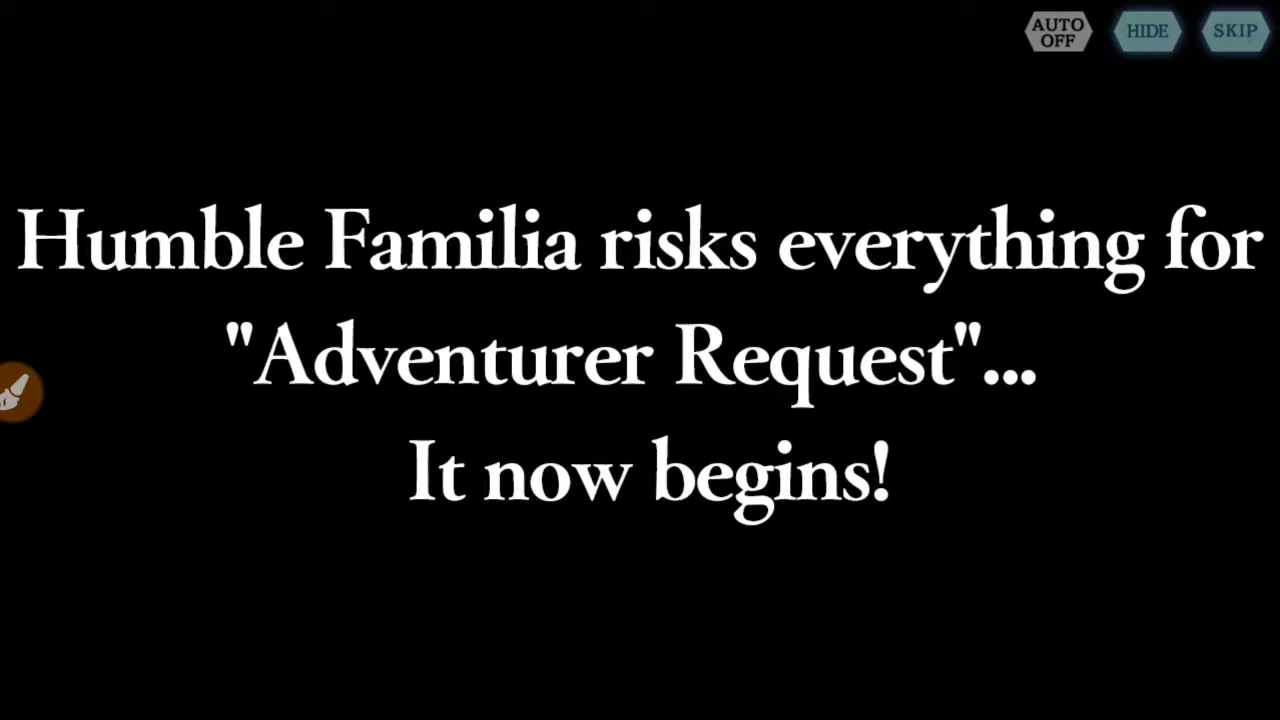 AUTO
OFF
HIDE
SKIP
Humble Familia risks everything for
"Adventurer Request"...
It now begins!